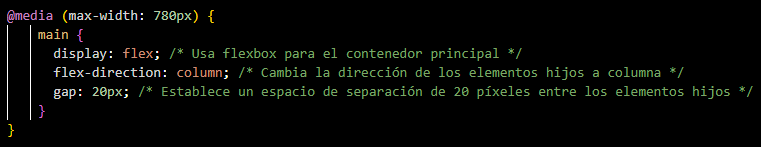 @media (max-width: 780px) {
main {
display: flex; /* Usa flexbox para el contenedor principal */
flex-direction: column; /* Cambia la dirección de los elementos hijos a columna */
gap: 20px; /* Establece un espacio de separación de 20 píxeles entre los elementos hijos */
}
}